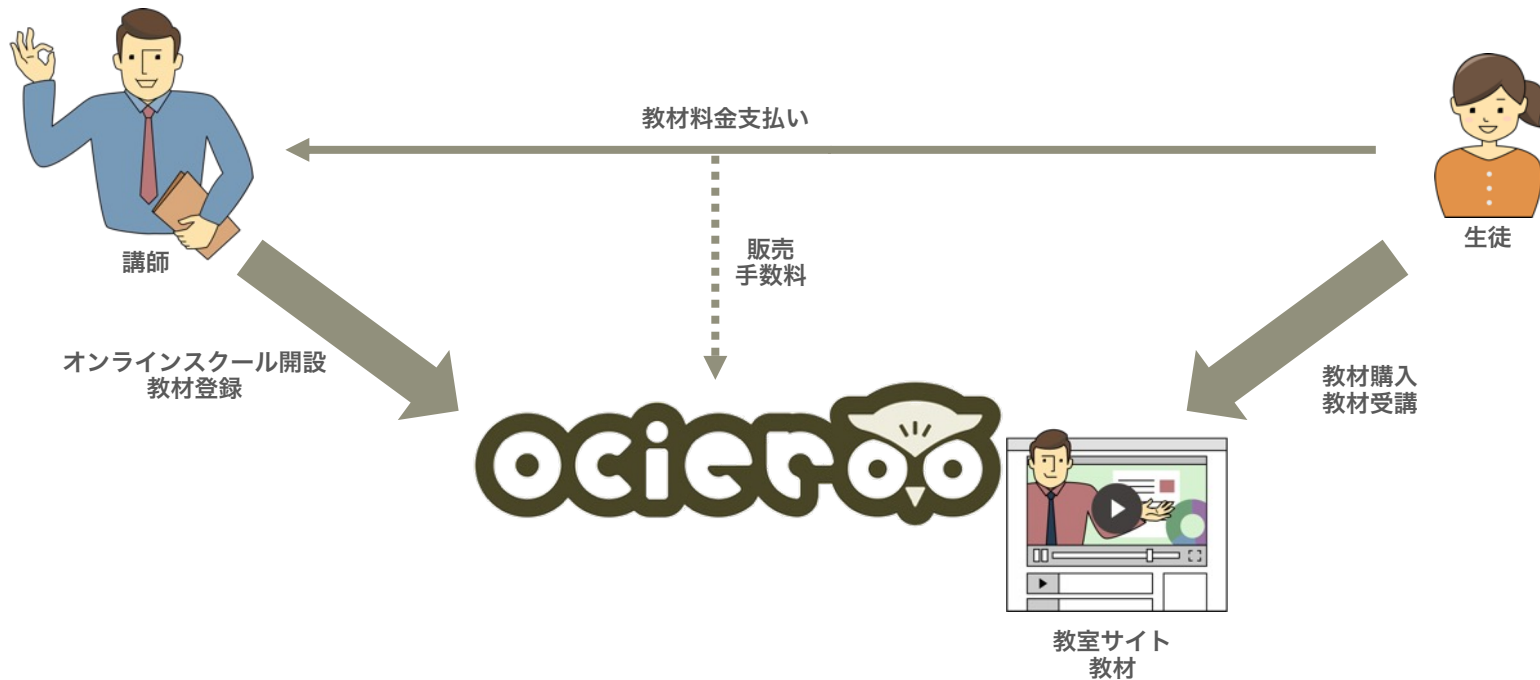 教材料金支払い
講師
生徒
販売
手数料
オンラインスクール開設
教材登録
教材購入
教材受講
ocieroo
教室サイト
教材